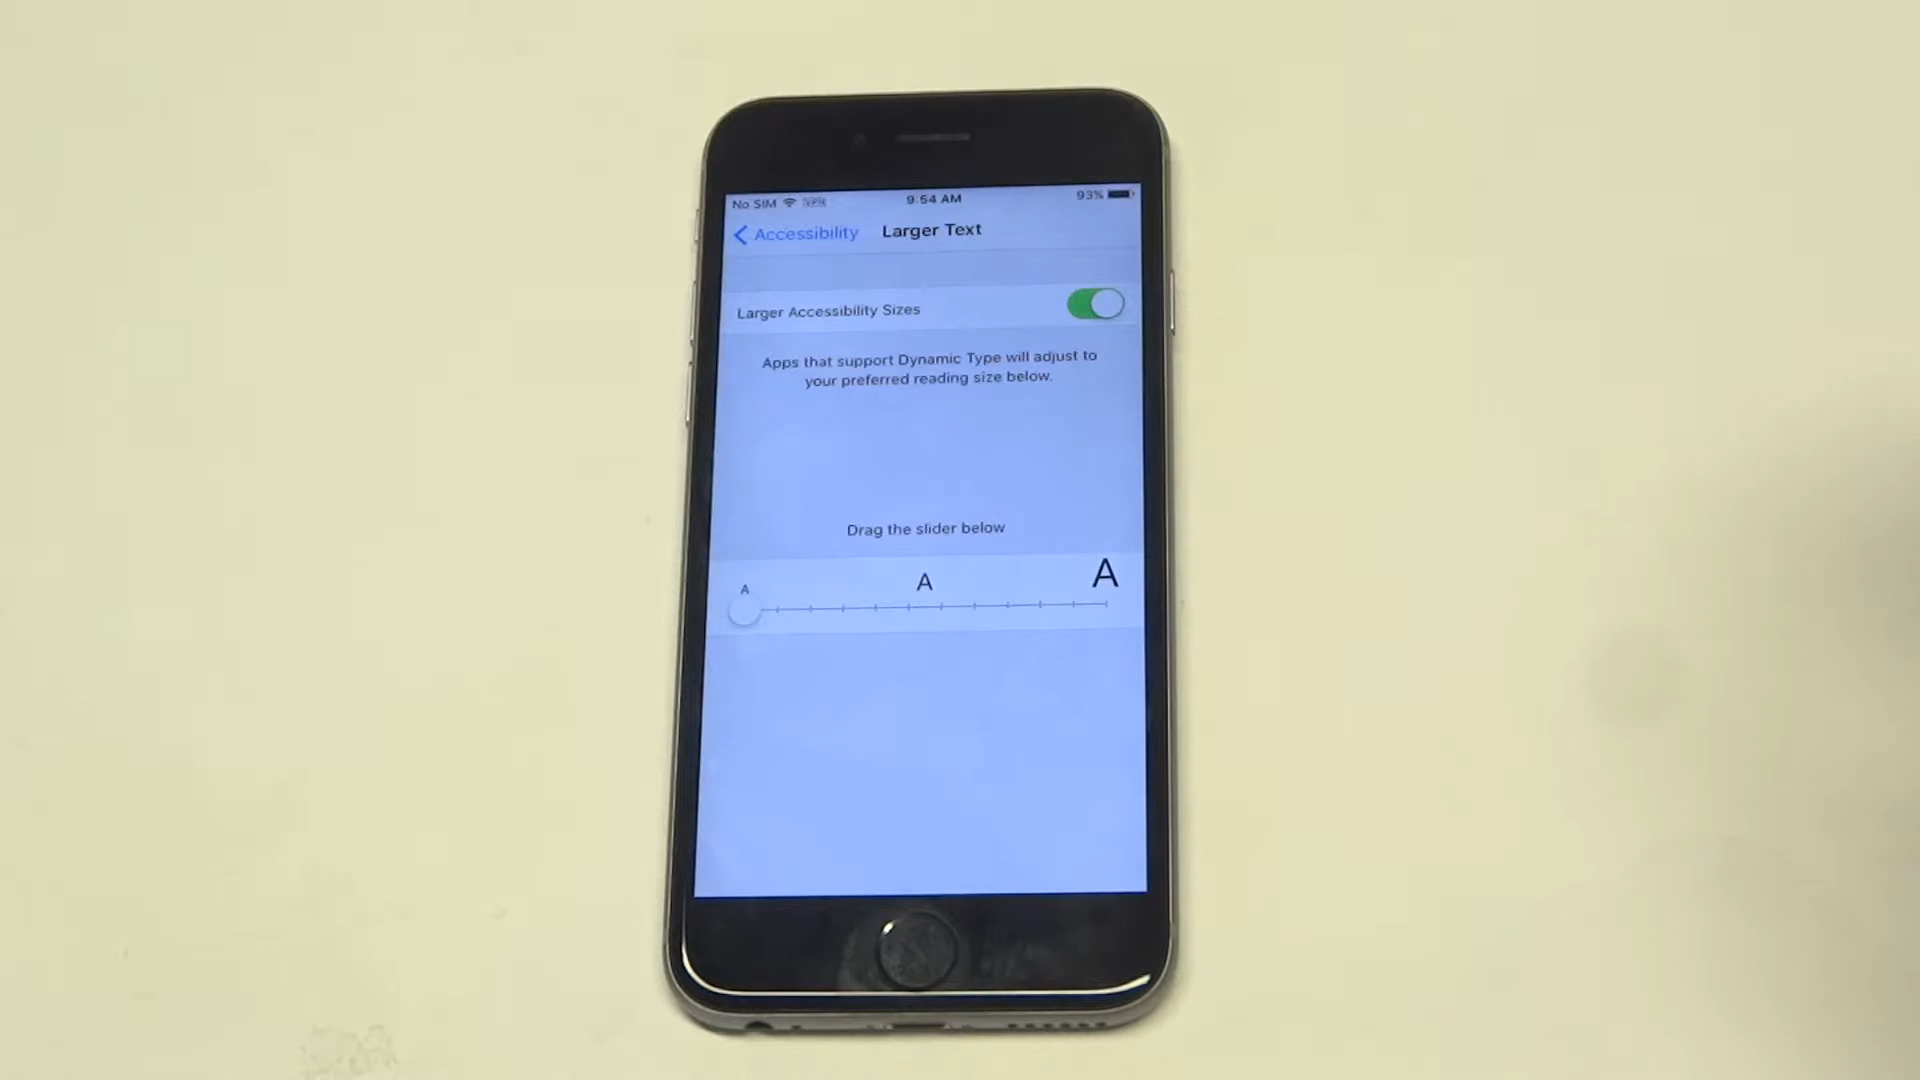 No SIM VPN 9:54 AM 93%
Accessibility Larger Text
Larger Accessibility Sizes
Apps that support Dynamic Type will adjust to
your preferred reading size below.
Drag the slider below
A A A